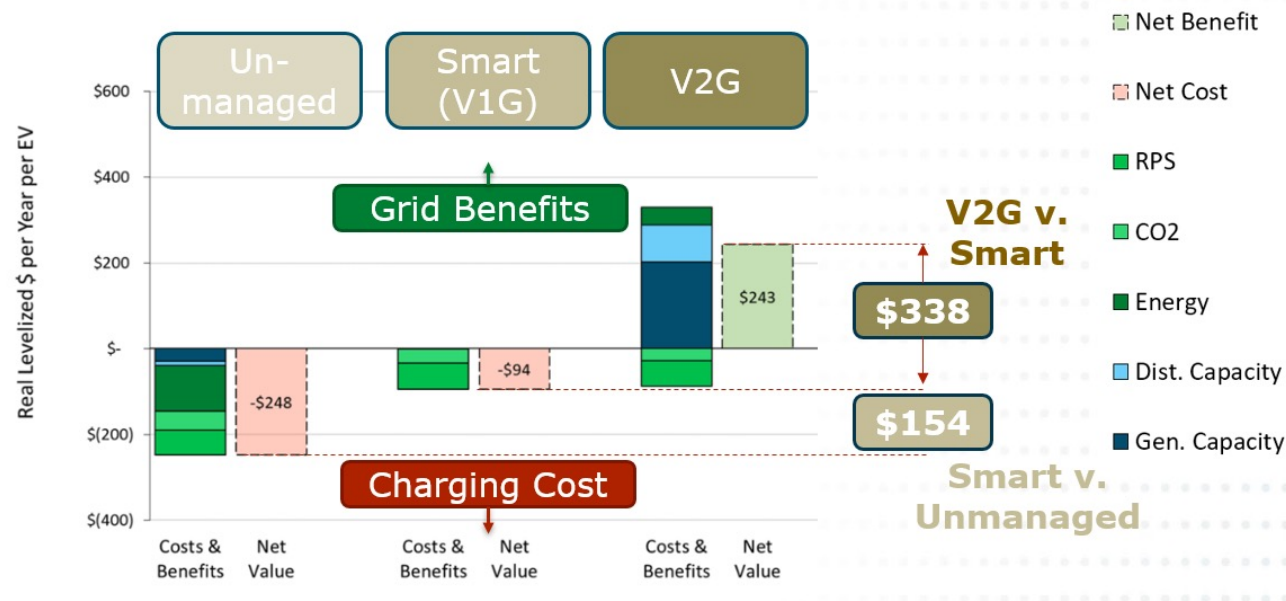 Un-
managed
Smart
(V1G)
V2G
Real Levelized $ per Year per EV
$600
$400
$200
$-
$(200)
$(400)
Grid Benefits
Charging Cost
-$248
-$94
$243
Costs &
Benefits
Net
Value
Costs &
Benefits
Net
Value
Costs &
Benefits
Net
Value
V2G v.
Smart
$338
$154
Smart v.
Unmanaged
Net Benefit
Net Cost
RPS
CO2
Energy
Dist. Capacity
Gen. Capacity